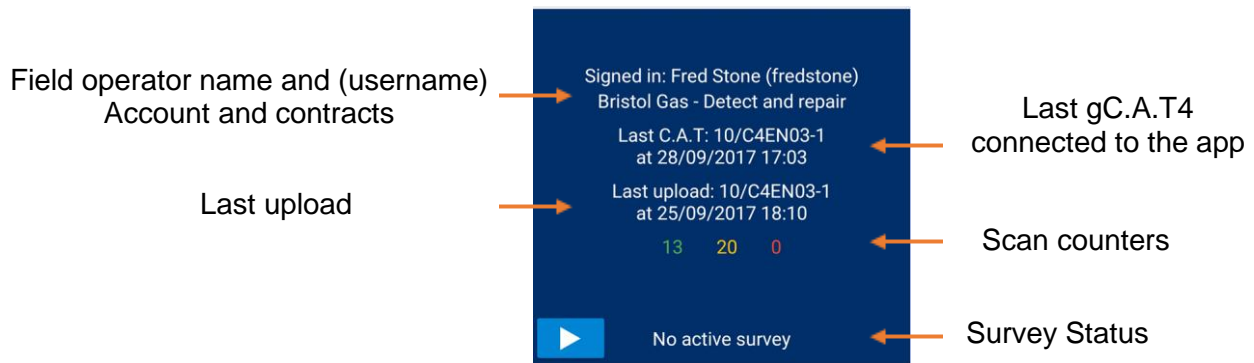 Field operator name and (username)
Account and contracts
Last upload
Signed in: Fred Stone (fredstone)
Bristol Gas - Detect and repair
Last C.A.T: 10/C4EN03-1
at 28/09/2017 17:03
Last upload: 10/C4EN03-1
at 25/09/2017 18:10
13 20 0
No active survey
Last gC.A.T4
connected to the app
Scan counters
Survey Status